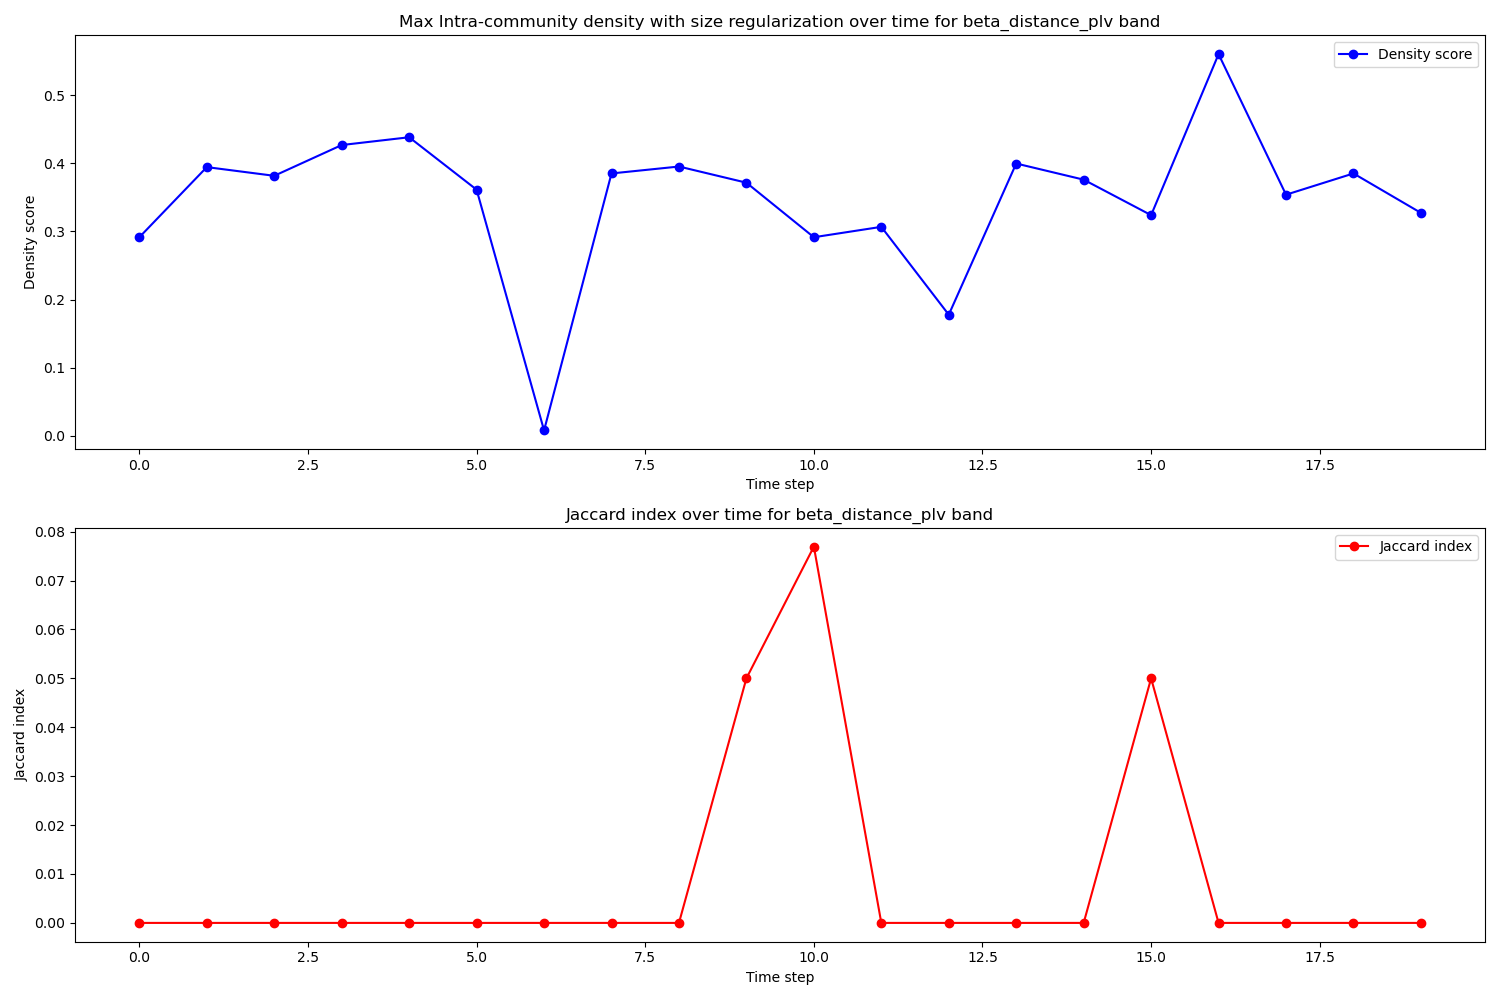 Max Intra-community density with size regularization over time for beta_distance_plv band
Density score
Density score
0.5
0.4
0.3
0.2
0.1
0.0
0.0 2.5 5.0 7.5 10.0 12.5 15.0 17.5
Time step
Jaccard index over time for beta_distance_plv band
Jaccard index
Jaccard index
0.08
0.07
0.06
0.05
0.04
0.03
0.02
0.01
0.00
0.0 2.5 5.0 7.5 10.0 12.5 15.0 17.5
Time step